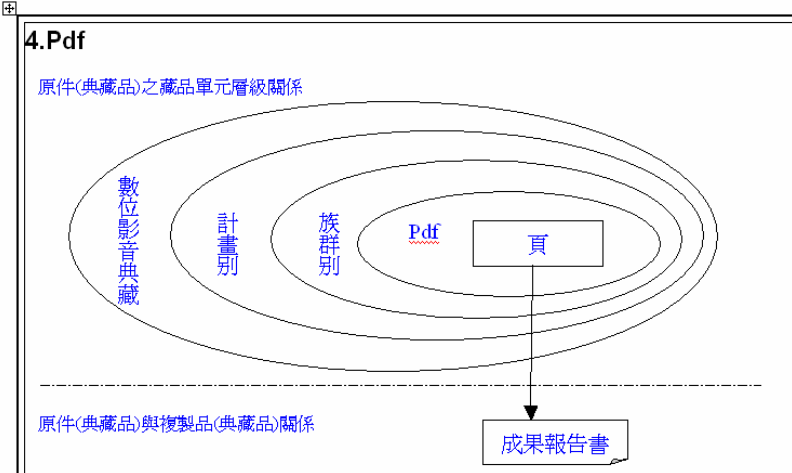 4.Pdf
原件(典藏品)之藏品單元層級關係
數位影音典藏
計畫別
族群別
Pdf
頁
原件(典藏品)與複製品(典藏品)關係
成果報告書